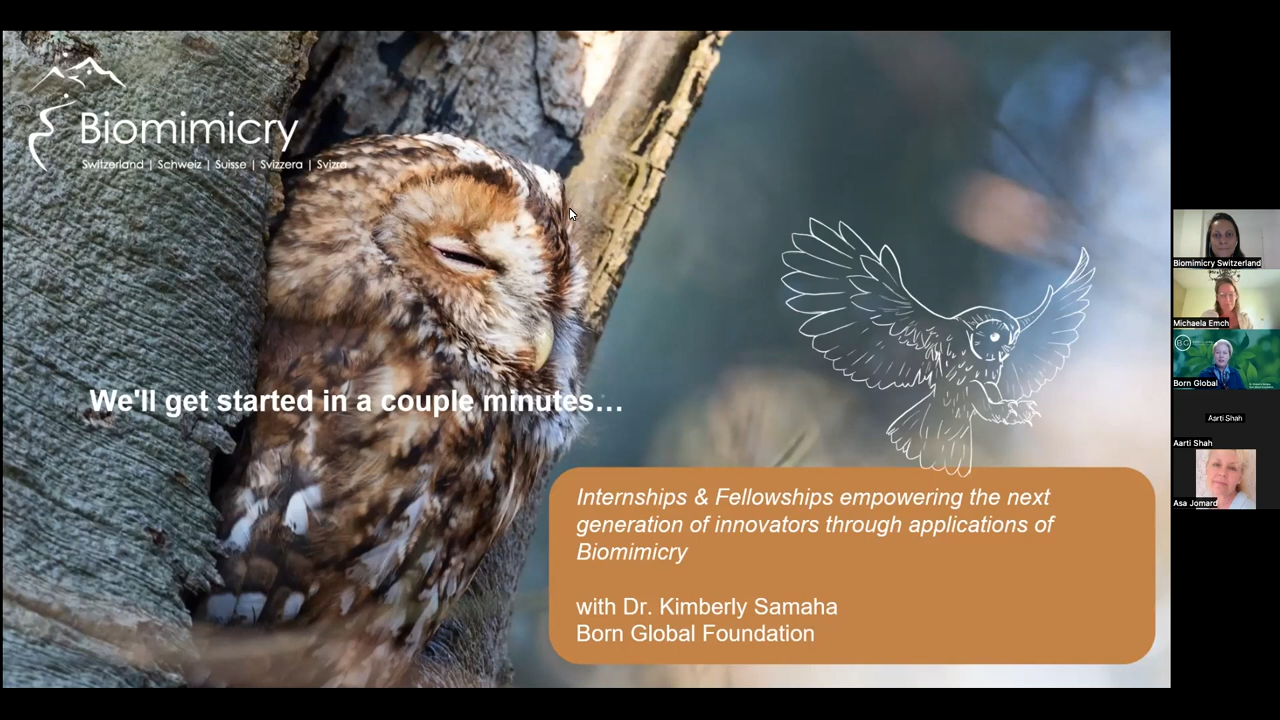 Biomimicry
Switzerland | Schweiz | Suisse | Svizzera | Svizra
We'll get started in a couple minutes...
Internships & Fellowships empowering the next
generation of innovators through applications of
Biomimicry
with Dr. Kimberly Samaha
Born Global Foundation
Biomimicry Switzerland
Michaela Emch
Born Global
Aarti Shah
Aarti Shah
Asa Jomard